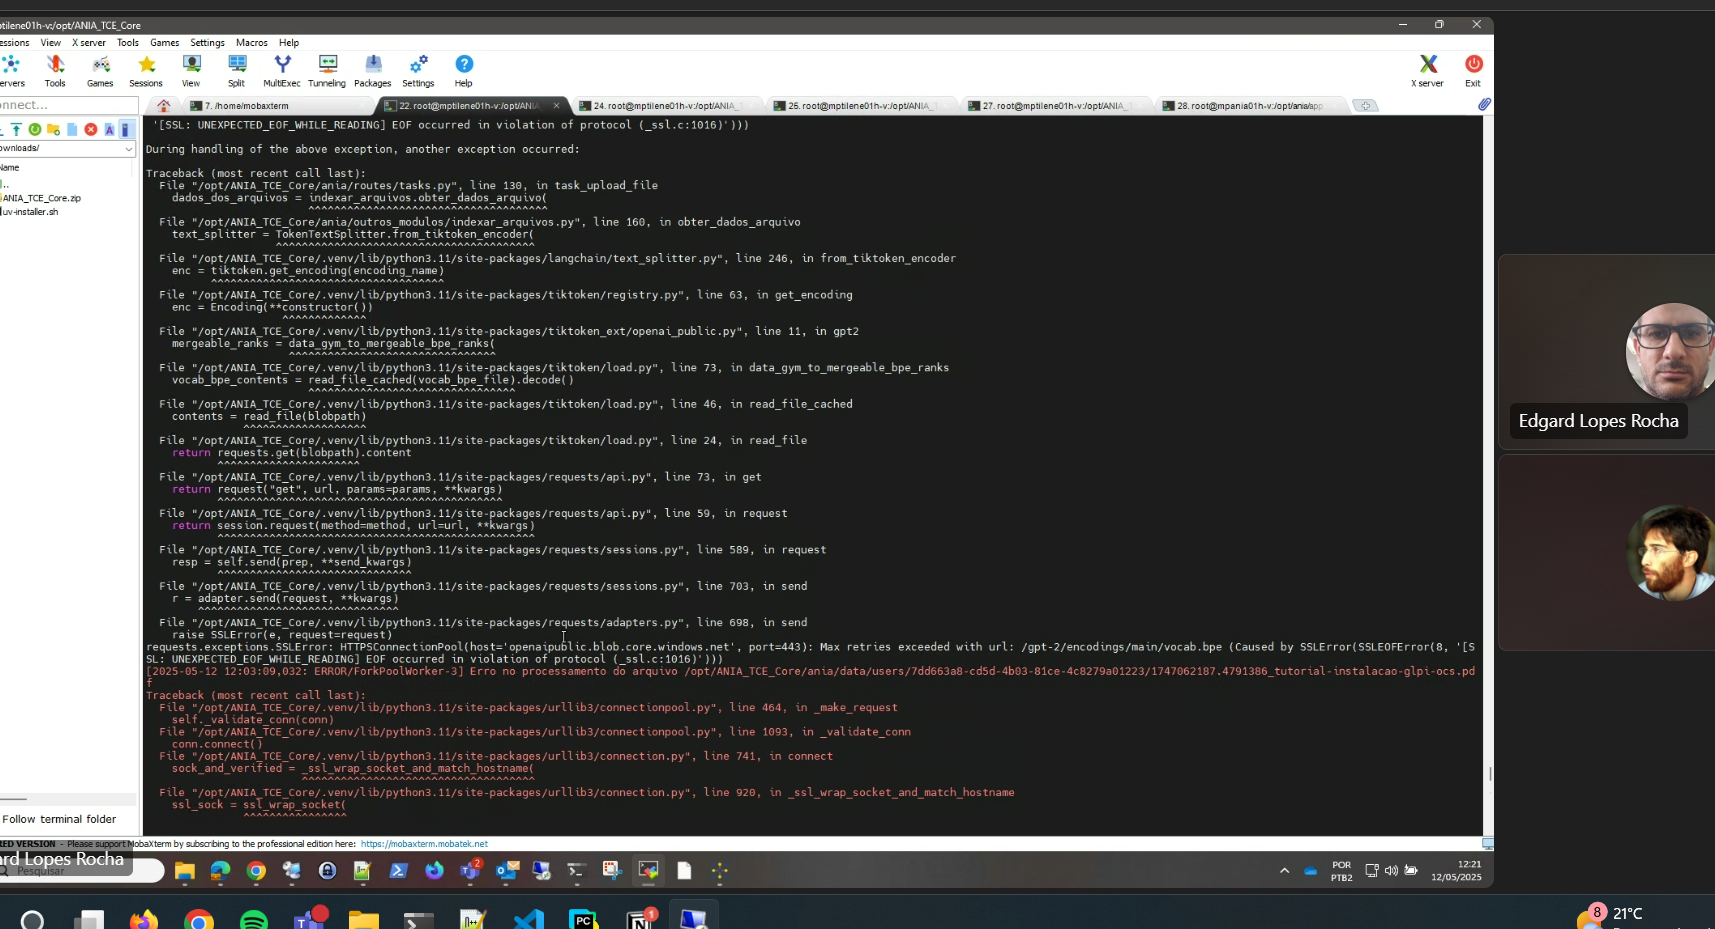 ptilene01h-v:/opt/ANIA_TCE_Core
essions View X server Tools Games Settings Macros Help
ervers Tools Games Sessions View Split MultiExec Tunneling Packages Settings Help X server Exit
onnect...
7. /home/mobaxterm
22. root@mptilene01h-v:/opt/ANIA_
24. root@mptilene01h-v:/opt/ANIA_
26. root@mptilene01h-v:/opt/ANIA_
27. root@mptilene01h-v:/opt/ANIA_
28. root@mpania01h-v:/opt/ania/app
ownloads/
Name
..
ANIA_TCE_Core.zip
uv-installer.sh
'[SSL: UNEXPECTED_EOF_WHILE_READING] EOF occurred in violation of protocol (_ssl.c:1016)')))
During handling of the above exception, another exception occurred:
Traceback (most recent call last):
File "/opt/ANIA_TCE_Core/ania/routes/tasks.py", line 130, in task_upload_file
dados_dos_arquivos = indexar_arquivos.obter_dados_arquivo(
^^^^^^^^^^^^^^^^^^^^^^^^^^^^^^^^^^^^^
File "/opt/ANIA_TCE_Core/ania/outros_modulos/indexar_arquivos.py", line 160, in obter_dados_arquivo
text_splitter = TokenTextSplitter.from_tiktoken_encoder(
^^^^^^^^^^^^^^^^^^^^^^^^^^^^^^^^^^^^^^^^
File "/opt/ANIA_TCE_Core/.venv/lib/python3.11/site-packages/langchain/text_splitter.py", line 246, in from_tiktoken_encoder
enc = tiktoken.get_encoding(encoding_name)
^^^^^^^^^^^^^^^^^^^^^^^^^^^^^^^^^^^^
File "/opt/ANIA_TCE_Core/.venv/lib/python3.11/site-packages/tiktoken/registry.py", line 63, in get_encoding
enc = Encoding(**constructor())
^^^^^^^^^^^^^
File "/opt/ANIA_TCE_Core/.venv/lib/python3.11/site-packages/tiktoken_ext/openai_public.py", line 11, in gpt2
mergeable_ranks = data_gym_to_mergeable_bpe_ranks(
^^^^^^^^^^^^^^^^^^^^^^^^^^^^^^^^
File "/opt/ANIA_TCE_Core/.venv/lib/python3.11/site-packages/tiktoken/load.py", line 73, in data_gym_to_mergeable_bpe_ranks
vocab_bpe_contents = read_file_cached(vocab_bpe_file).decode()
^^^^^^^^^^^^^^^^^^^^^^^^^^^^^^^^
File "/opt/ANIA_TCE_Core/.venv/lib/python3.11/site-packages/tiktoken/load.py", line 46, in read_file_cached
contents = read_file(blobpath)
^^^^^^^^^^^^^^^^^^^
File "/opt/ANIA_TCE_Core/.venv/lib/python3.11/site-packages/tiktoken/load.py", line 24, in read_file
return requests.get(blobpath).content
^^^^^^^^^^^^^^^^^^^^^^
File "/opt/ANIA_TCE_Core/.venv/lib/python3.11/site-packages/requests/api.py", line 73, in get
return request("get", url, params=params, **kwargs)
^^^^^^^^^^^^^^^^^^^^^^^^^^^^^^^^^^^^^^^^^^^^
File "/opt/ANIA_TCE_Core/.venv/lib/python3.11/site-packages/requests/api.py", line 59, in request
return session.request(method=method, url=url, **kwargs)
^^^^^^^^^^^^^^^^^^^^^^^^^^^^^^^^^^^^^^^^^^^^^^^^^
File "/opt/ANIA_TCE_Core/.venv/lib/python3.11/site-packages/requests/sessions.py", line 589, in request
resp = self.send(prep, **send_kwargs)
^^^^^^^^^^^^^^^^^^^^^^^^^^^^^^
File "/opt/ANIA_TCE_Core/.venv/lib/python3.11/site-packages/requests/sessions.py", line 703, in send
r = adapter.send(request, **kwargs)
^^^^^^^^^^^^^^^^^^^^^^^^^^^^^^^
File "/opt/ANIA_TCE_Core/.venv/lib/python3.11/site-packages/requests/adapters.py", line 698, in send
raise SSLError(e, request=request)
requests.exceptions.SSLError: HTTPSConnectionPool(host='openaipublic.blob.core.windows.net', port=443): Max retries exceeded with url: /gpt-2/encodings/main/vocab.bpe (Caused by SSLError(SSLEOFError(8, '[S
SL: UNEXPECTED_EOF_WHILE_READING] EOF occurred in violation of protocol (_ssl.c:1016)')))
[2025-05-12 12:03:09,032: ERROR/ForkPoolWorker-3] Erro no processamento do arquivo /opt/ANIA_TCE_Core/ania/data/users/7dd663a8-cd5d-4b03-81ce-4c8279a01223/1747062187.4791386_tutorial-instalacao-glpi-ocs.pd
f
Traceback (most recent call last):
File "/opt/ANIA_TCE_Core/.venv/lib/python3.11/site-packages/urllib3/connectionpool.py", line 464, in _make_request
self._validate_conn(conn)
File "/opt/ANIA_TCE_Core/.venv/lib/python3.11/site-packages/urllib3/connectionpool.py", line 1093, in _validate_conn
conn.connect()
File "/opt/ANIA_TCE_Core/.venv/lib/python3.11/site-packages/urllib3/connection.py", line 741, in connect
sock_and_verified = _ssl_wrap_socket_and_match_hostname(
^^^^^^^^^^^^^^^^^^^^^^^^^^^^^^^^^^^^
File "/opt/ANIA_TCE_Core/.venv/lib/python3.11/site-packages/urllib3/connection.py", line 920, in _ssl_wrap_socket_and_match_hostname
ssl_sock = ssl_wrap_socket(
^^^^^^^^^^^^^^^^
Follow terminal folder
RED VERSION - Please support MobaXterm by subscribing to the professional edition here: https://mobaxterm.mobatek.net
ard Lopes Rocha
Pesquisar
2
POR
PTB2
12:21
12/05/2025
Edgard Lopes Rocha
PC
1
8
21°C